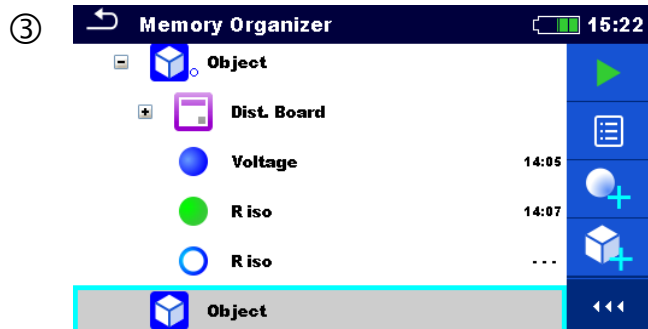 ③
Memory Organizer 15:22
Object
Dist. Board
Voltage 14:05
R iso 14:07
R iso ---
Object